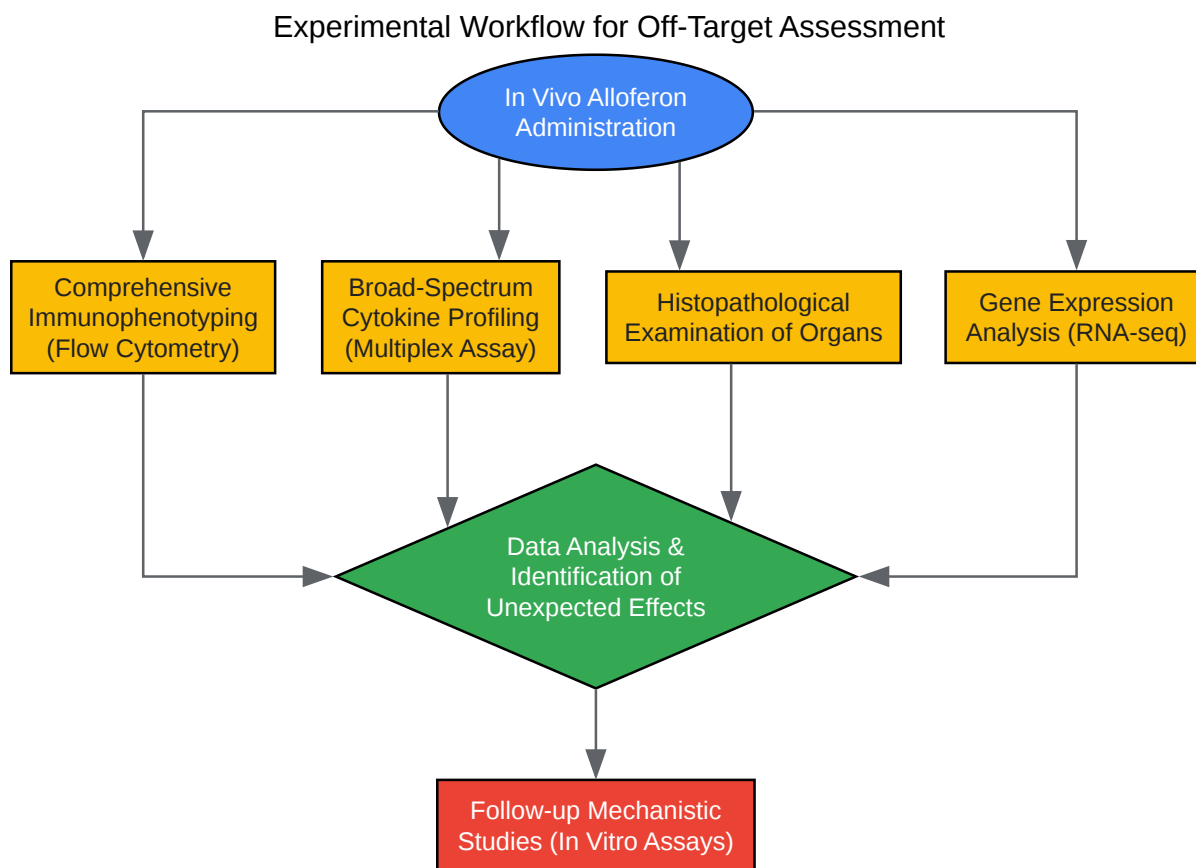 Experimental Workflow for Off-Target Assessment
In Vivo Alloferon
Administration
Comprehensive
Immunophenotyping
(Flow Cytometry)
Broad-Spectrum
Cytokine Profiling
(Multiplex Assay)
Histopathological
Examination of Organs
Gene Expression
Analysis (RNA-seq)
Data Analysis &
Identification of
Unexpected Effects
Follow-up Mechanistic
Studies (In Vitro Assays)